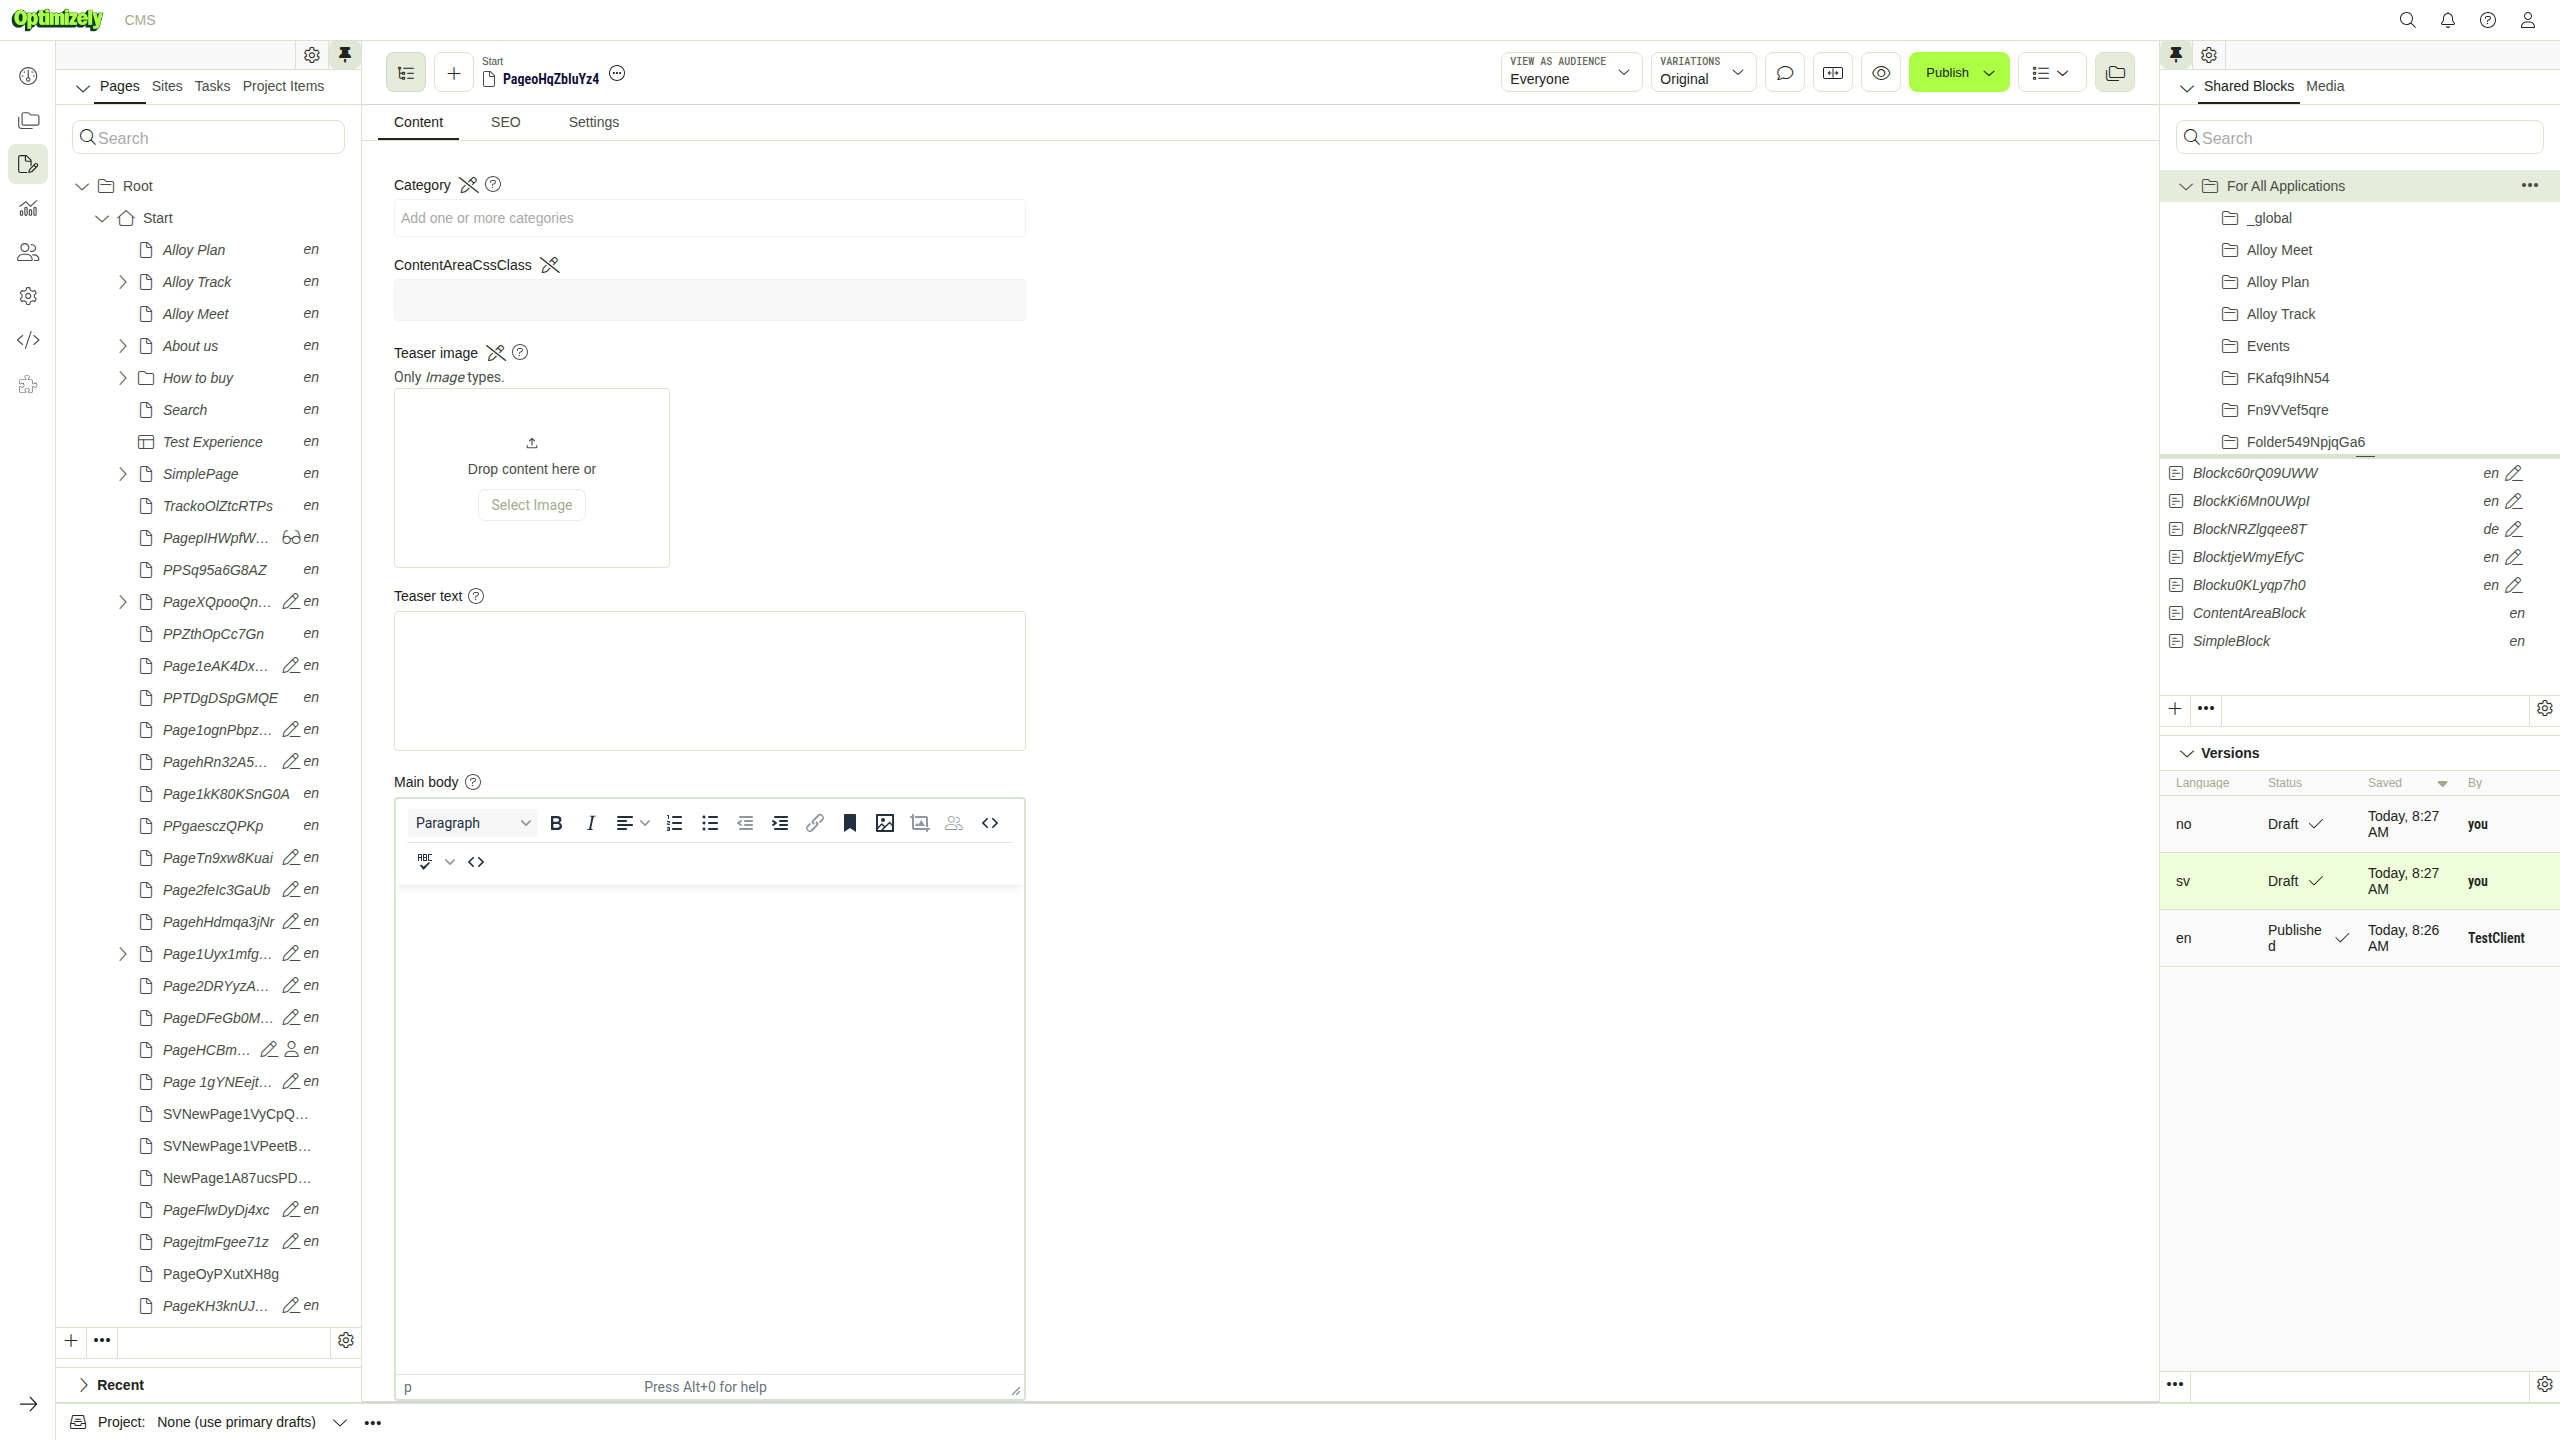 Optimizely
CMS
Pages
Sites
Tasks
Project Items
Search
Root
Start
Alloy Plan en
Alloy Track en
Alloy Meet en
About us en
How to buy en
Search en
Test Experience en
SimplePage en
TrackoOlZtcRTPs en
PagepIHWpfW... en
PPSq95a6G8AZ en
PageXQpooQn... en
PPZthOpCc7Gn en
Page1eAK4Dx... en
PPTDgDSpGMQE en
Page1ognPbpz... en
PagehRn32A5... en
Page1kK80KSnG0A en
PPgaesczQPKp en
PageTn9xw8Kuai en
Page2feIc3GaUb en
PagehHdmqa3jNr en
Page1Uyx1mfg... en
Page2DRYyzA... en
PageDFeGb0M... en
PageHCBm... en
Page 1gYNEejt... en
SVNewPage1VyCpQ...
SVNewPage1VPeetB...
NewPage1A87ucsPD...
PageFlwDyDj4xc en
PagejtmFgee71z en
PageOyPXutXH8g
PageKH3knUJ... en
Recent
Project: None (use primary drafts)
Start
PageoHqZbluYz4
VIEW AS AUDIENCE
Everyone
VARIATIONS
Original
Publish
Content
SEO
Settings
Category
Add one or more categories
ContentAreaCssClass
Teaser image
Only Image types.
Drop content here or
Select Image
Teaser text
Main body
Paragraph
p
Press Alt+0 for help
Shared Blocks
Media
Search
For All Applications
_global
Alloy Meet
Alloy Plan
Alloy Track
Events
FKafq9IhN54
Fn9VVef5qre
Folder549NpjqGa6
Blockc60rQ09UWW en
BlockKi6Mn0UWpI en
BlockNRZlgqee8T de
BlocktjeWmyEfyC en
Blocku0KLyqp7h0 en
ContentAreaBlock en
SimpleBlock en
Versions
Language Status Saved By
no Draft Today, 8:27 AM you
sv Draft Today, 8:27 AM you
en Published Today, 8:26 AM TestClient